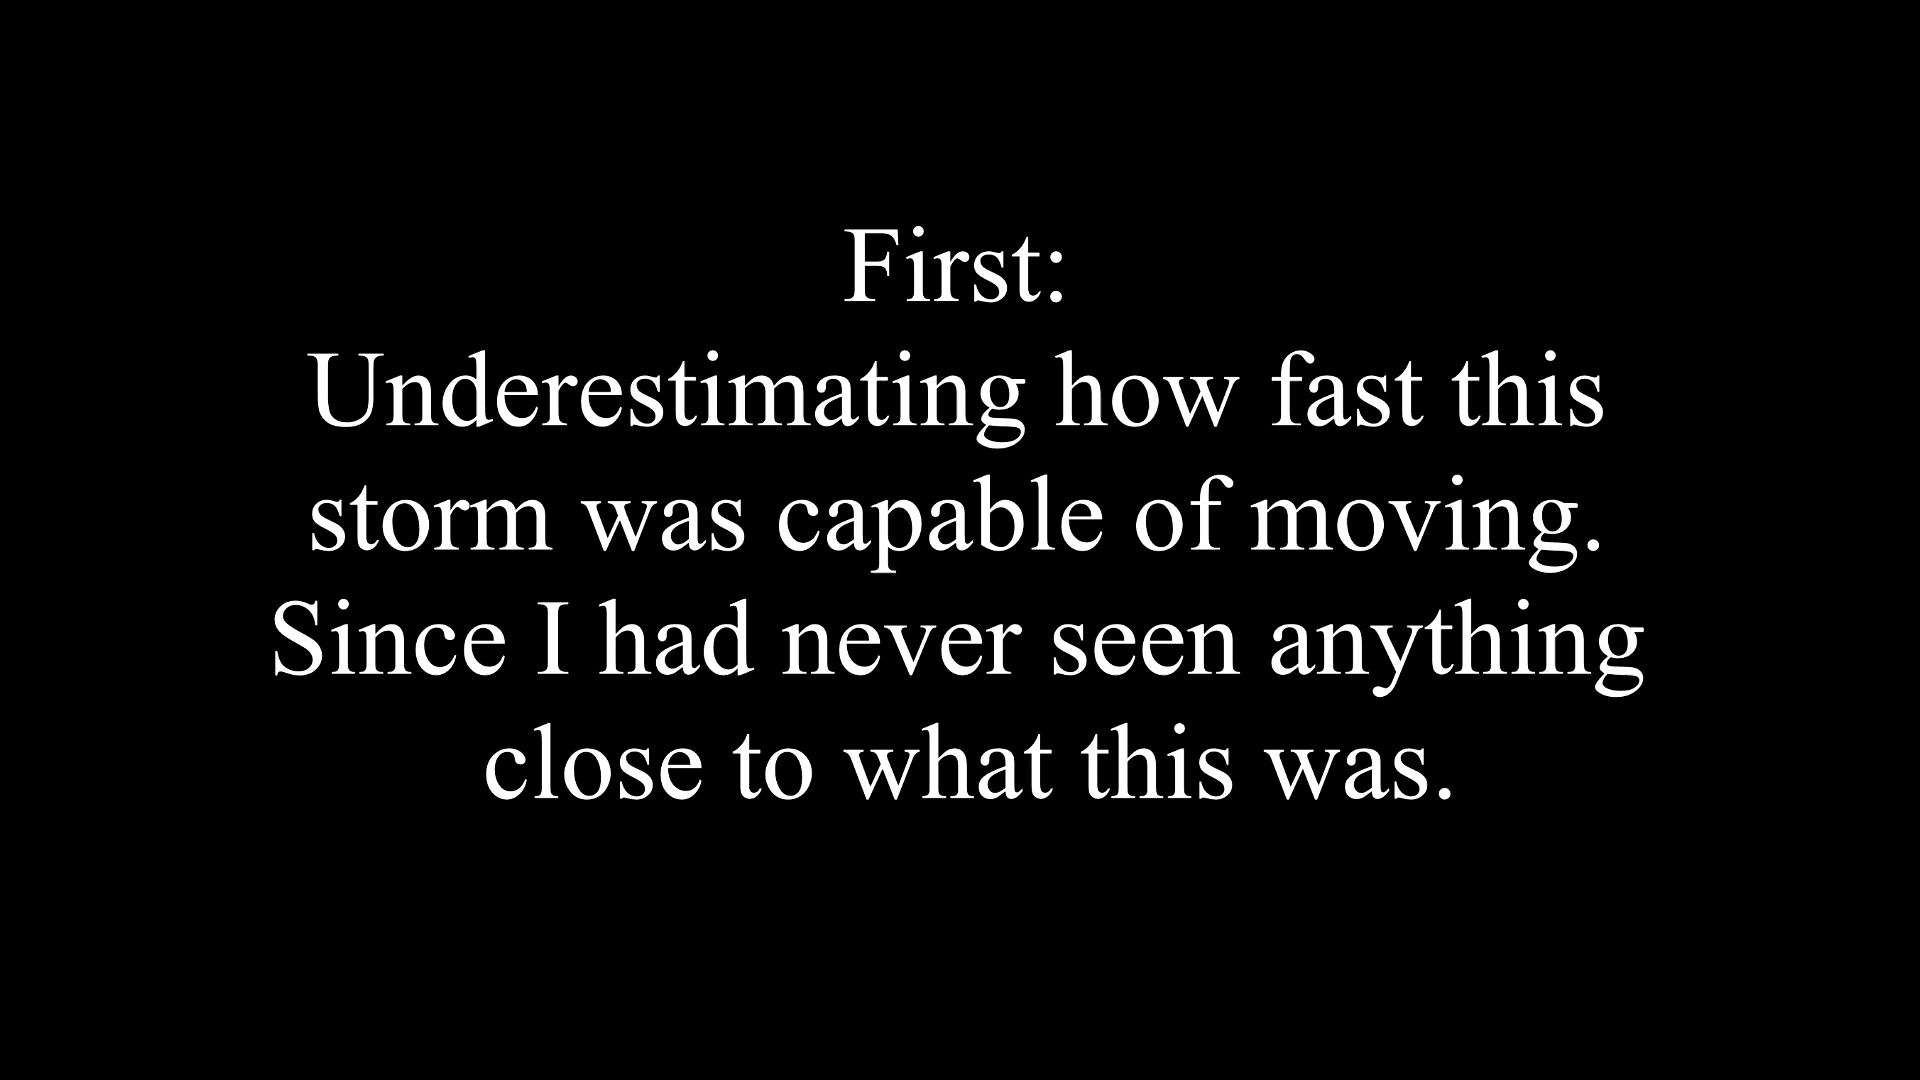 First:
Underestimating how fast this
storm was capable of moving.
Since I had never seen anything
close to what this was.